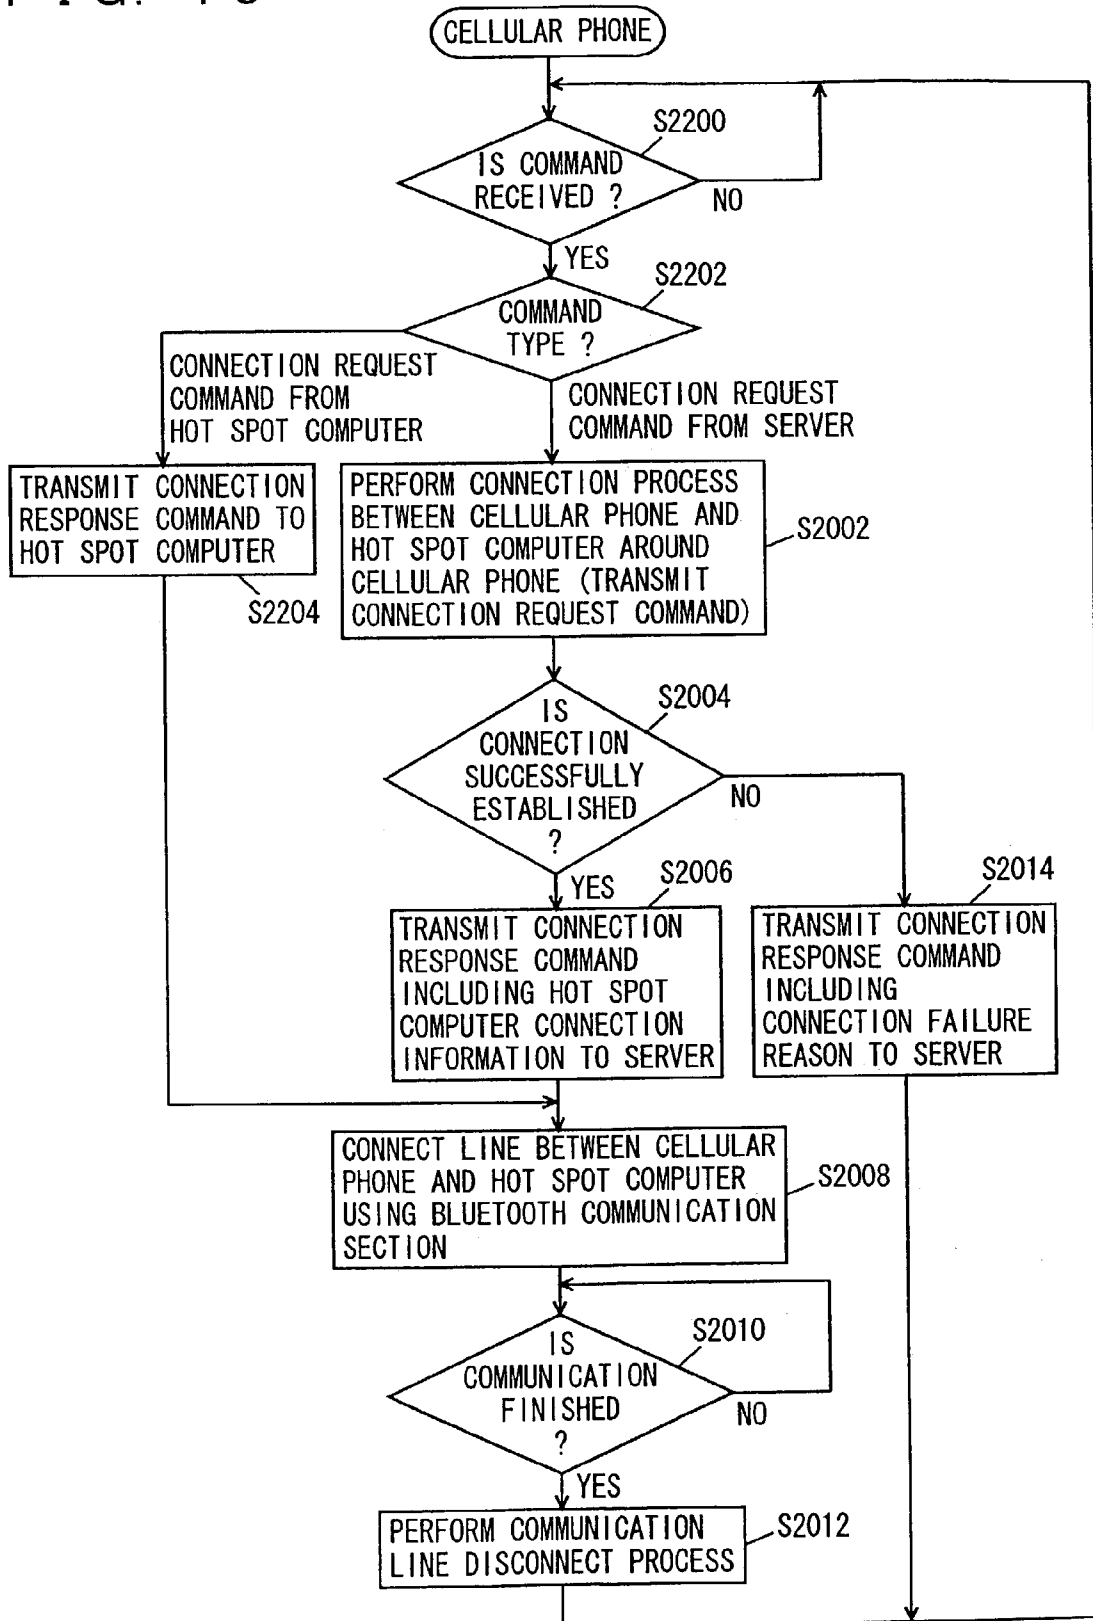 CELLULAR PHONE
S2200
IS COMMAND
RECEIVED ?
NO
YES
S2202
COMMAND
TYPE ?
CONNECTION REQUEST
COMMAND FROM
HOT SPOT COMPUTER
CONNECTION REQUEST
COMMAND FROM SERVER
TRANSMIT CONNECTION
RESPONSE COMMAND TO
HOT SPOT COMPUTER
S2204
PERFORM CONNECTION PROCESS
BETWEEN CELLULAR PHONE AND
HOT SPOT COMPUTER AROUND
CELLULAR PHONE (TRANSMIT
CONNECTION REQUEST COMMAND)
S2002
S2004
IS
CONNECTION
SUCCESSFULLY
ESTABLISHED
?
NO
YES
S2006
TRANSMIT CONNECTION
RESPONSE COMMAND
INCLUDING HOT SPOT
COMPUTER CONNECTION
INFORMATION TO SERVER
S2014
TRANSMIT CONNECTION
RESPONSE COMMAND
INCLUDING
CONNECTION FAILURE
REASON TO SERVER
CONNECT LINE BETWEEN CELLULAR
PHONE AND HOT SPOT COMPUTER
USING BLUETOOTH COMMUNICATION
SECTION
S2008
S2010
IS
COMMUNICATION
FINISHED
?
NO
YES
PERFORM COMMUNICATION
LINE DISCONNECT PROCESS
S2012